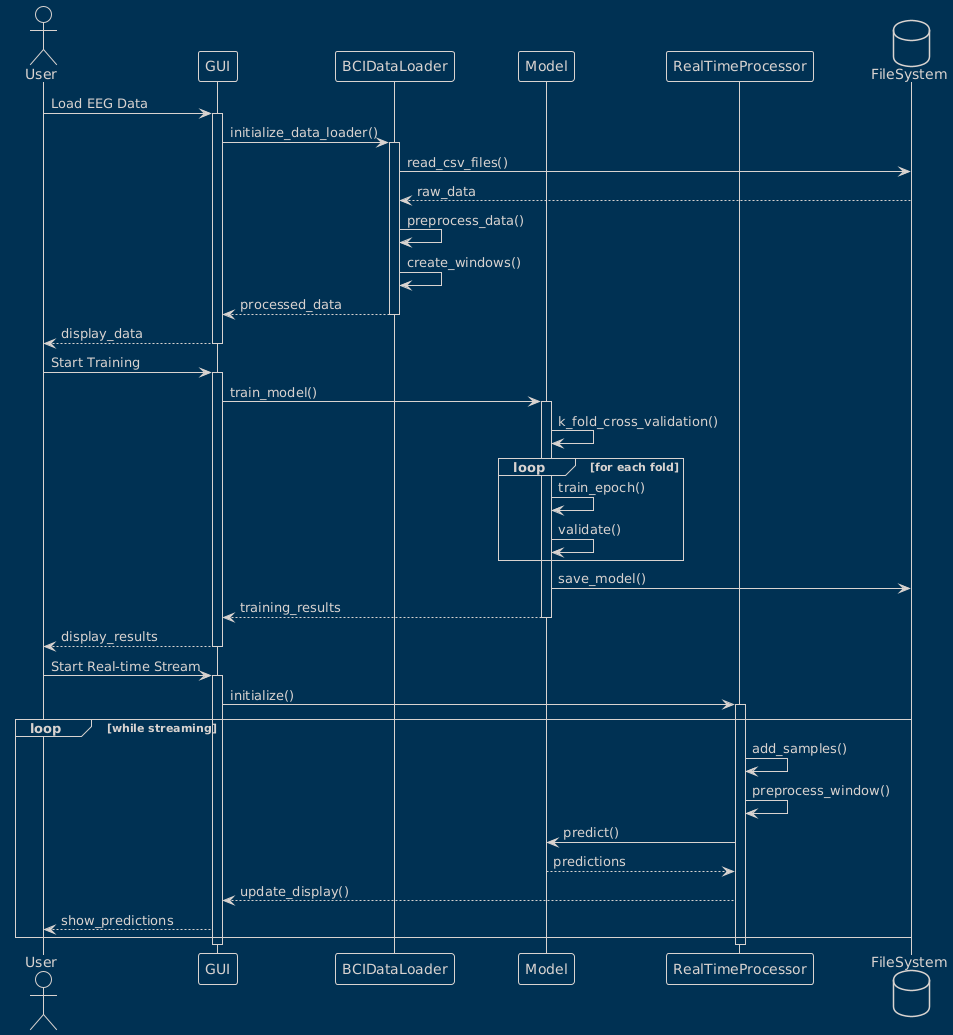 User
GUI
BCIDataLoader
Model
RealTimeProcessor
FileSystem
Load EEG Data
initialize_data_loader()
read_csv_files()
raw_data
preprocess_data()
create_windows()
processed_data
display_data
Start Training
train_model()
k_fold_cross_validation()
loop [for each fold]
train_epoch()
validate()
save_model()
training_results
display_results
Start Real-time Stream
initialize()
loop [while streaming]
add_samples()
preprocess_window()
predict()
predictions
update_display()
show_predictions
User
GUI
BCIDataLoader
Model
RealTimeProcessor
FileSystem